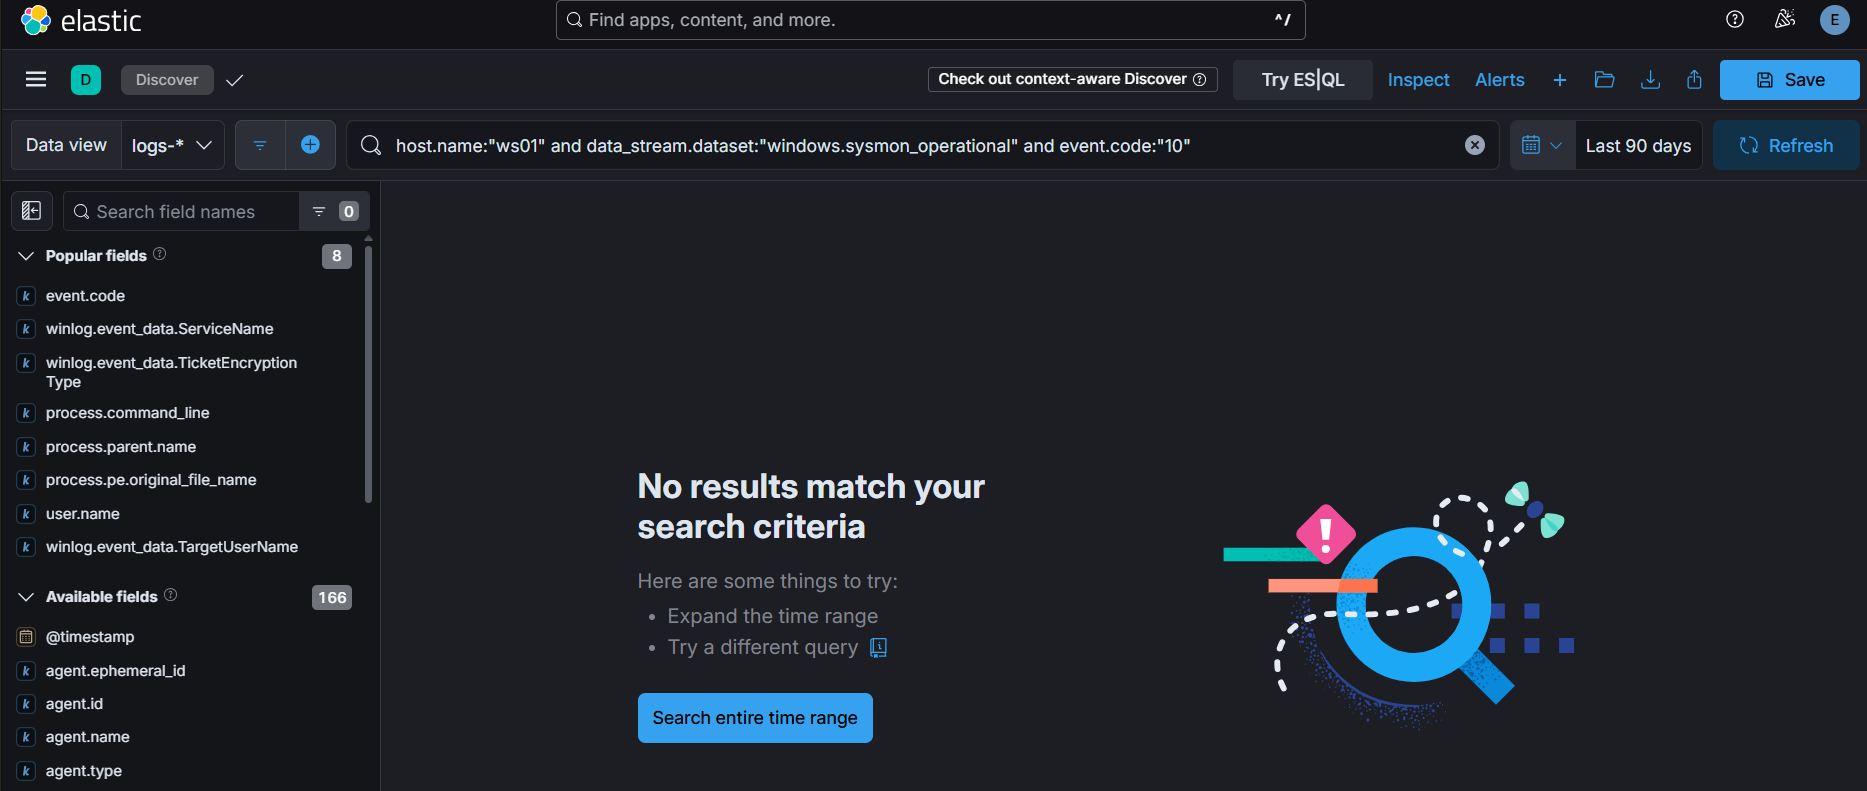 elastic
Find apps, content, and more.
^/
E
D
Discover
Check out context-aware Discover
Try ES|QL
Inspect
Alerts
Save
Data view
logs-*
host.name:"ws01" and data_stream.dataset:"windows.sysmon_operational" and event.code:"10"
Last 90 days
Refresh
Search field names
0
Popular fields
8
k event.code
k winlog.event_data.ServiceName
k winlog.event_data.TicketEncryption
Type
k process.command_line
k process.parent.name
k process.pe.original_file_name
k user.name
k winlog.event_data.TargetUserName
Available fields
166
@timestamp
k agent.ephemeral_id
k agent.id
k agent.name
k agent.type
No results match your
search criteria
Here are some things to try:
• Expand the time range
• Try a different query
Search entire time range